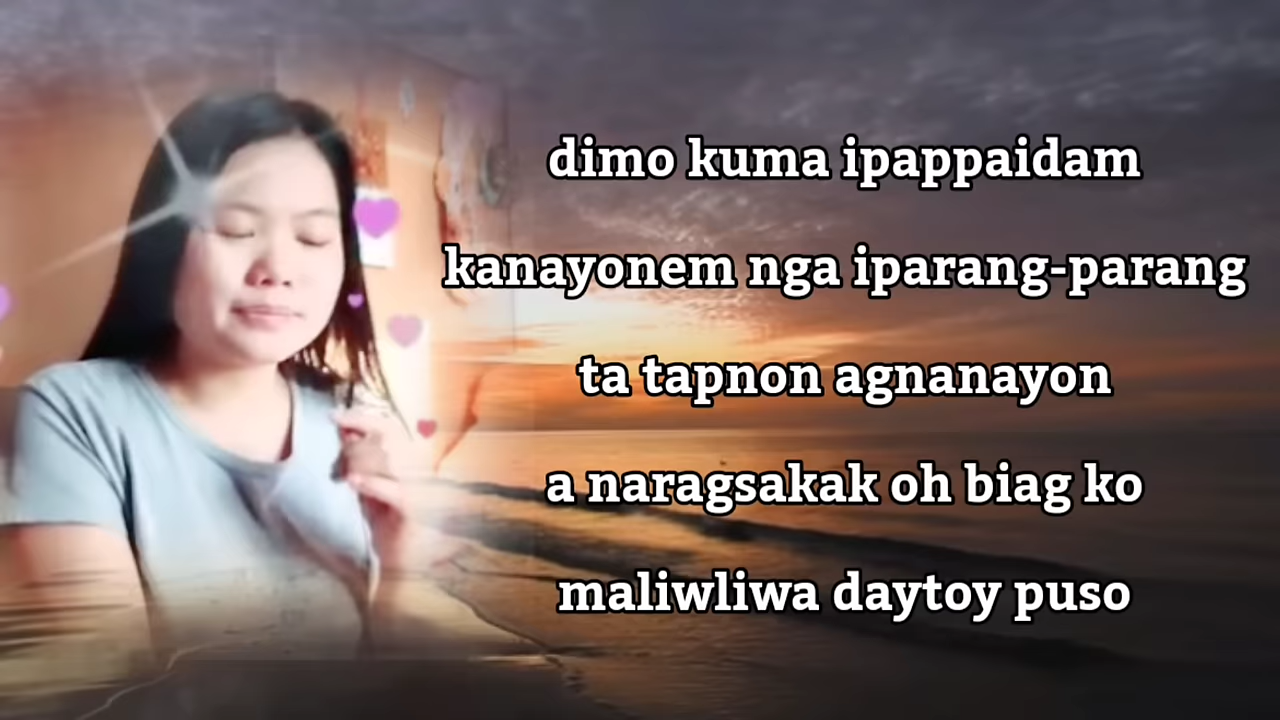 dimo kuma ipappaidam
kanayonem nga iparang-parang
ta tapnon agnanayon
a naragsakak oh biag ko
maliwliwa daytoy puso